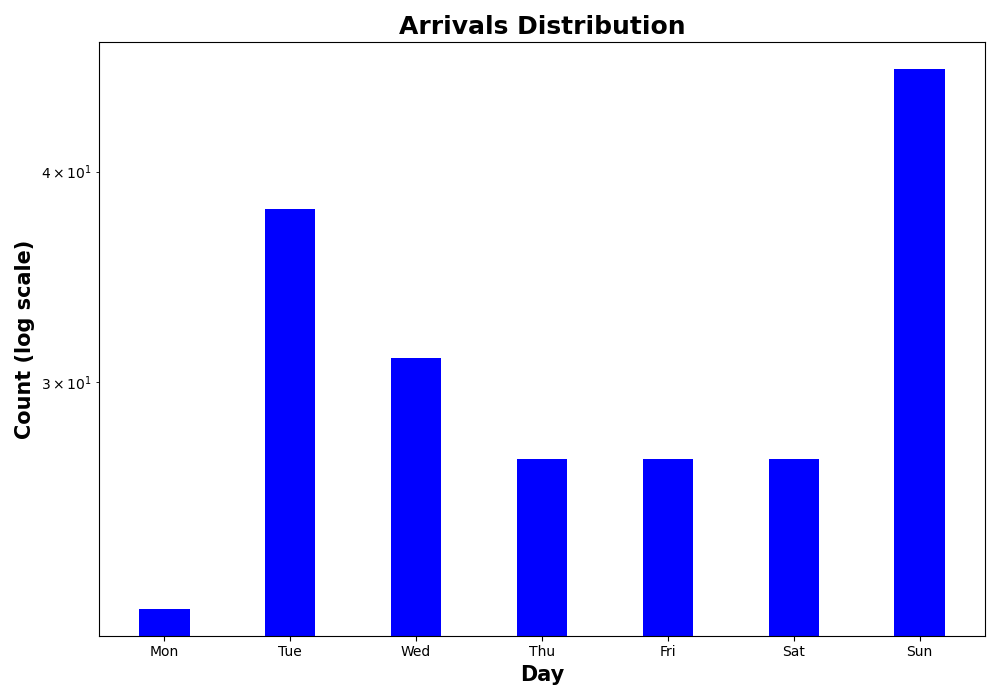 Arrivals Distribution
Count (log scale)
4 × 10¹
3 × 10¹
Mon Tue Wed Thu Fri Sat Sun
Day